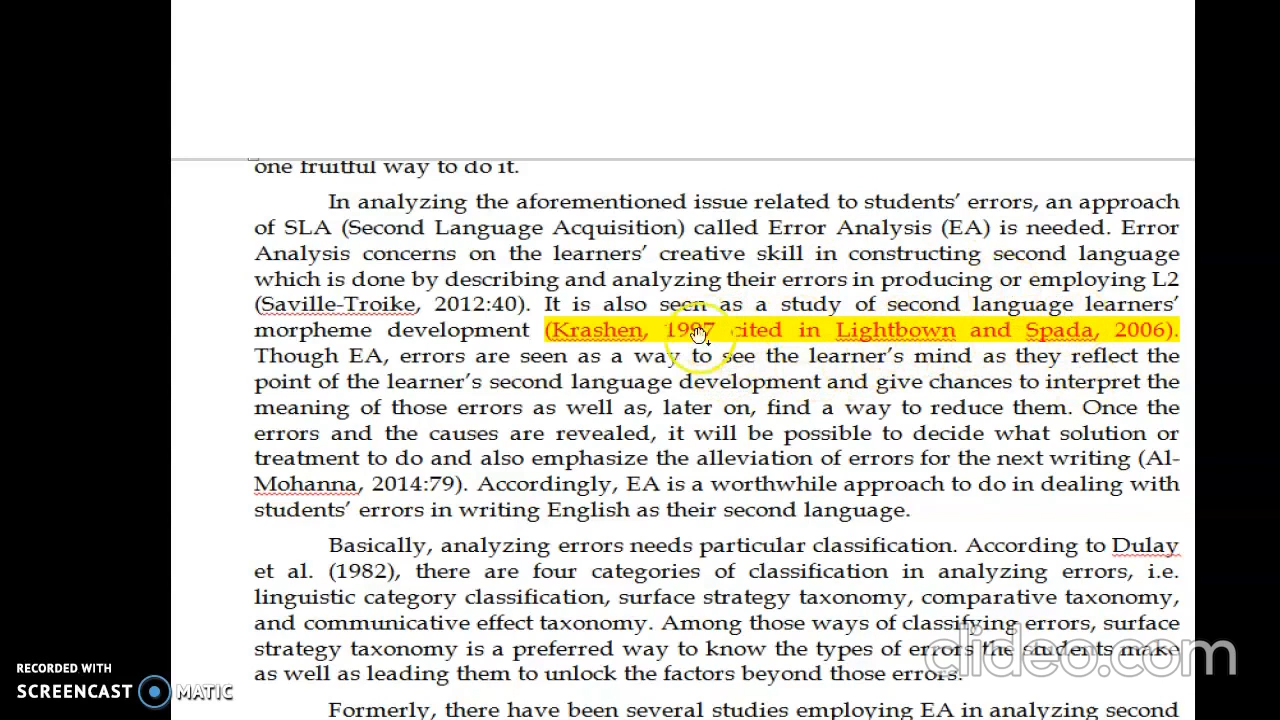 one fruitful way to do it.
In analyzing the aforementioned issue related to students’ errors, an approach
of SLA (Second Language Acquisition) called Error Analysis (EA) is needed. Error
Analysis concerns on the learners’ creative skill in constructing second language
which is done by describing and analyzing their errors in producing or employing L2
(Saville-Troike, 2012:40). It is also seen as a study of second language learners’
morpheme development (Krashen, 1997 cited in Lightbown and Spada, 2006).
Though EA, errors are seen as a way to see the learner’s mind as they reflect the
point of the learner’s second language development and give chances to interpret the
meaning of those errors as well as, later on, find a way to reduce them. Once the
errors and the causes are revealed, it will be possible to decide what solution or
treatment to do and also emphasize the alleviation of errors for the next writing (Al-
Mohanna, 2014:79). Accordingly, EA is a worthwhile approach to do in dealing with
students’ errors in writing English as their second language.
Basically, analyzing errors needs particular classification. According to Dulay
et al. (1982), there are four categories of classification in analyzing errors, i.e.
linguistic category classification, surface strategy taxonomy, comparative taxonomy,
and communicative effect taxonomy. Among those ways of classifying errors, surface
strategy taxonomy is a preferred way to know the types of errors the students make
as well as leading them to unlock the factors beyond those errors.
Formerly, there have been several studies employing EA in analyzing second
clideo.com
RECORDED WITH
SCREENCAST MATIC